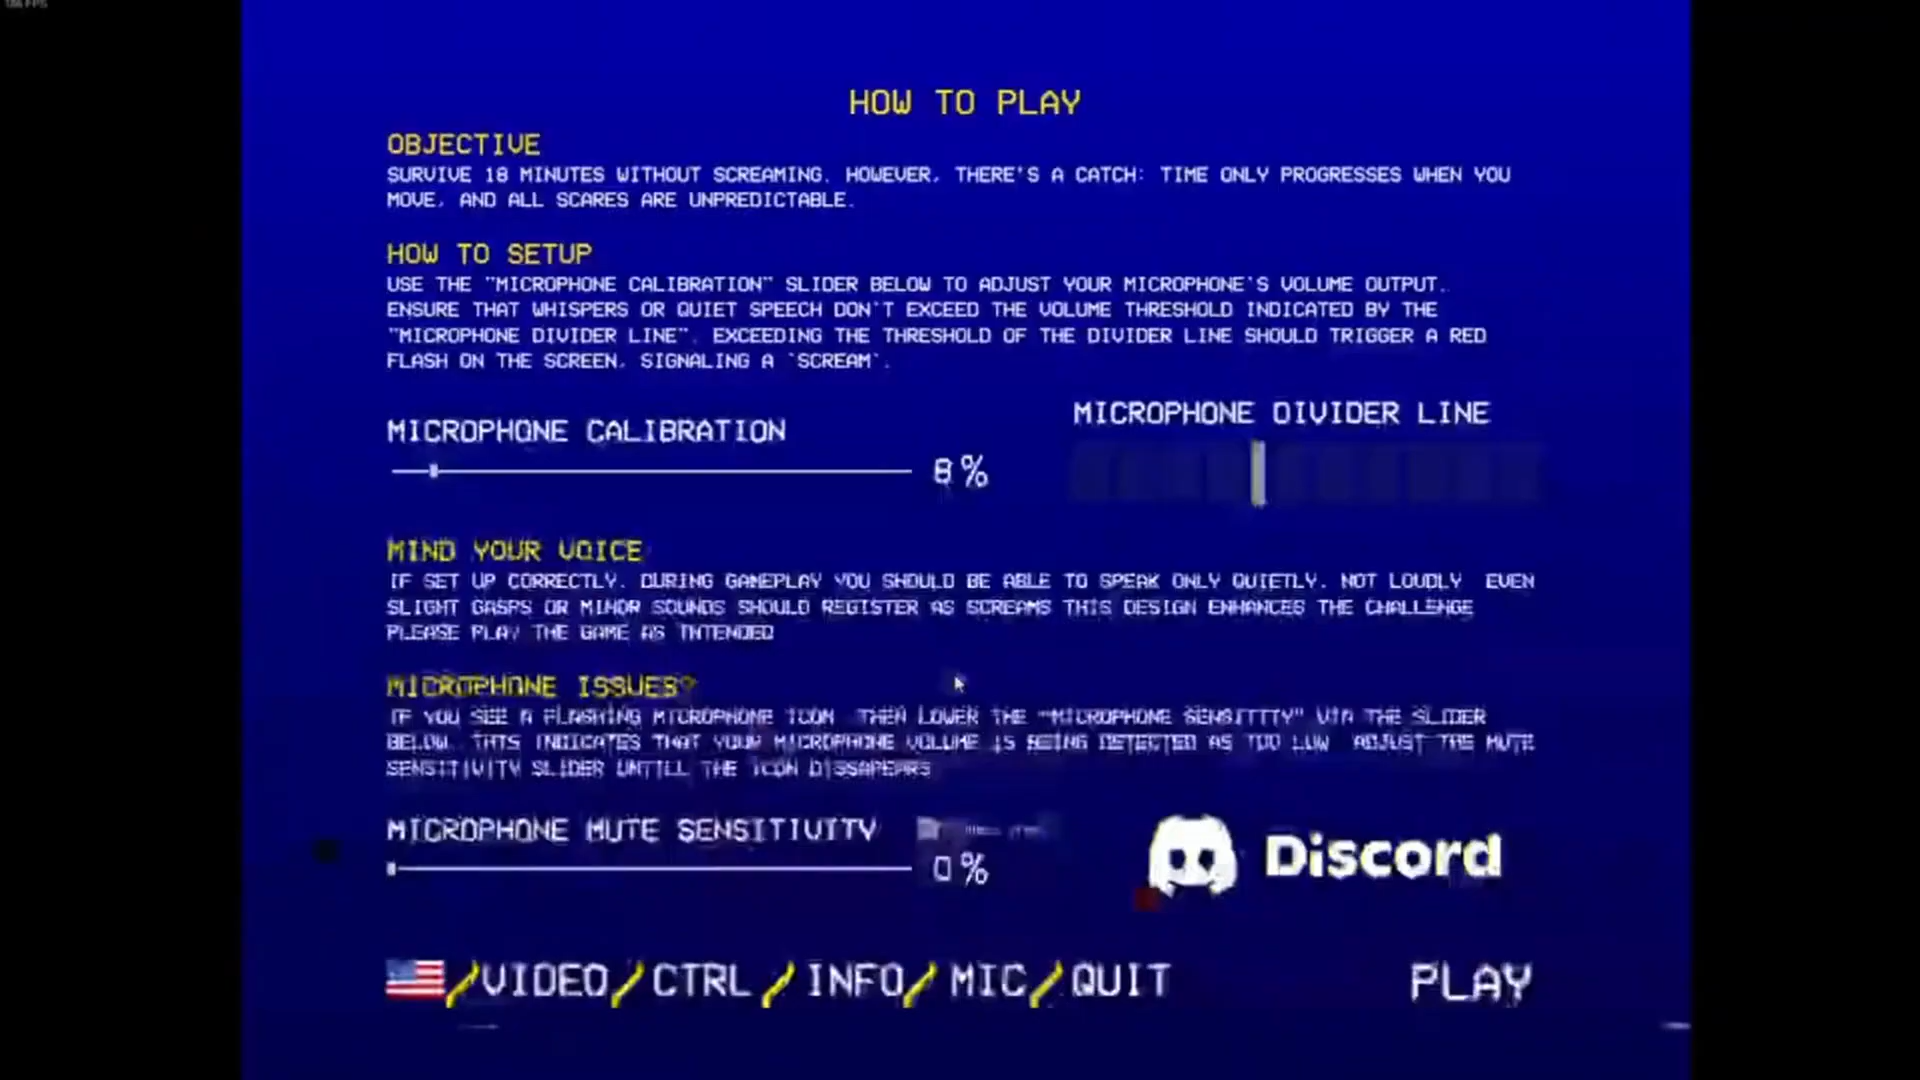 HOW TO PLAY
OBJECTIVE
SURVIVE 18 MINUTES WITHOUT SCREAMING. HOWEVER, THERE'S A CATCH: TIME ONLY PROGRESSES WHEN YOU
MOVE, AND ALL SCARES ARE UNPREDICTABLE.
HOW TO SETUP
USE THE "MICROPHONE CALIBRATION" SLIDER BELOW TO ADJUST YOUR MICROPHONE'S VOLUME OUTPUT.
ENSURE THAT WHISPERS OR QUIET SPEECH DON'T EXCEED THE VOLUME THRESHOLD INDICATED BY THE
"MICROPHONE DIVIDER LINE". EXCEEDING THE THRESHOLD OF THE DIVIDER LINE SHOULD TRIGGER A RED
FLASH ON THE SCREEN, SIGNALING A `SCREAM`.
MICROPHONE CALIBRATION
8%
MICROPHONE DIVIDER LINE
MIND YOUR VOICE
IF SET UP CORRECTLY, DURING GAMEPLAY YOU SHOULD BE ABLE TO SPEAK ONLY QUIETLY, NOT LOUDLY EVEN
SLIGHT GASPS OR MINOR SOUNDS SHOULD REGISTER AS SCREAMS THIS DESIGN ENHANCES THE CHALLENGE
PLEASE PLAY THE GAME AS INTENDED
MICROPHONE ISSUES?
IF YOU SEE A FLASHING MICROPHONE ICON THEN LOWER THE "MICROPHONE SENSITITY" VIA THE SLIDER
BELOW. THIS INDICATES THAT YOUR MICROPHONE VOLUME IS BEING DETECTED AS TOO LOW ADJUST THE MUTE
SENSITIVITY SLIDER UNTILL THE ICON DISSAPEARS
MICROPHONE MUTE SENSITIVITY
0%
Discord
/VIDEO/CTRL/INFO/MIC/QUIT
PLAY